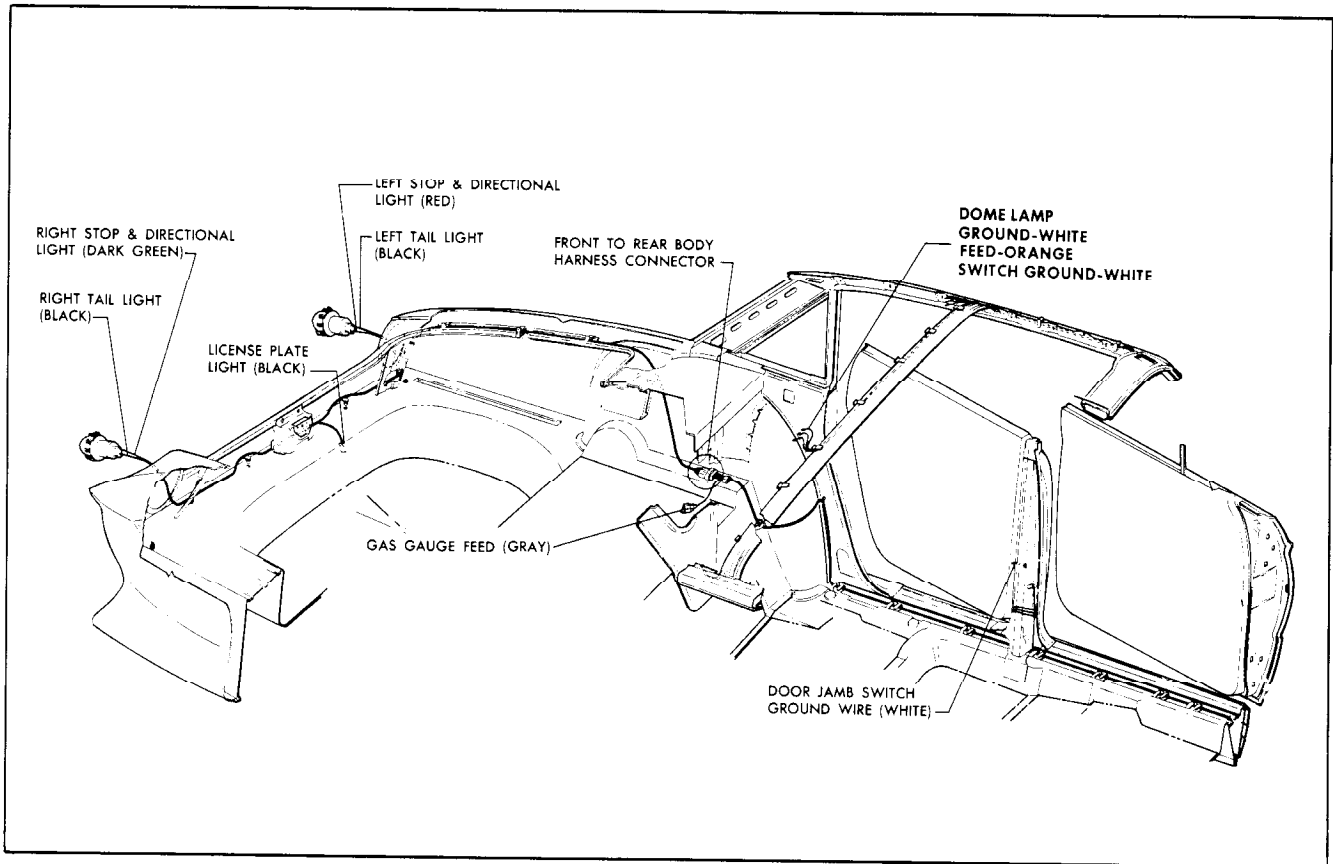 LEFT STOP & DIRECTIONAL
LIGHT (RED)
RIGHT STOP & DIRECTIONAL
LIGHT (DARK GREEN)
LEFT TAIL LIGHT
(BLACK)
RIGHT TAIL LIGHT
(BLACK)
LICENSE PLATE
LIGHT (BLACK)
FRONT TO REAR BODY
HARNESS CONNECTOR
DOME LAMP
GROUND-WHITE
FEED-ORANGE
SWITCH GROUND-WHITE
GAS GAUGE FEED (GRAY)
DOOR JAMB SWITCH
GROUND WIRE (WHITE)